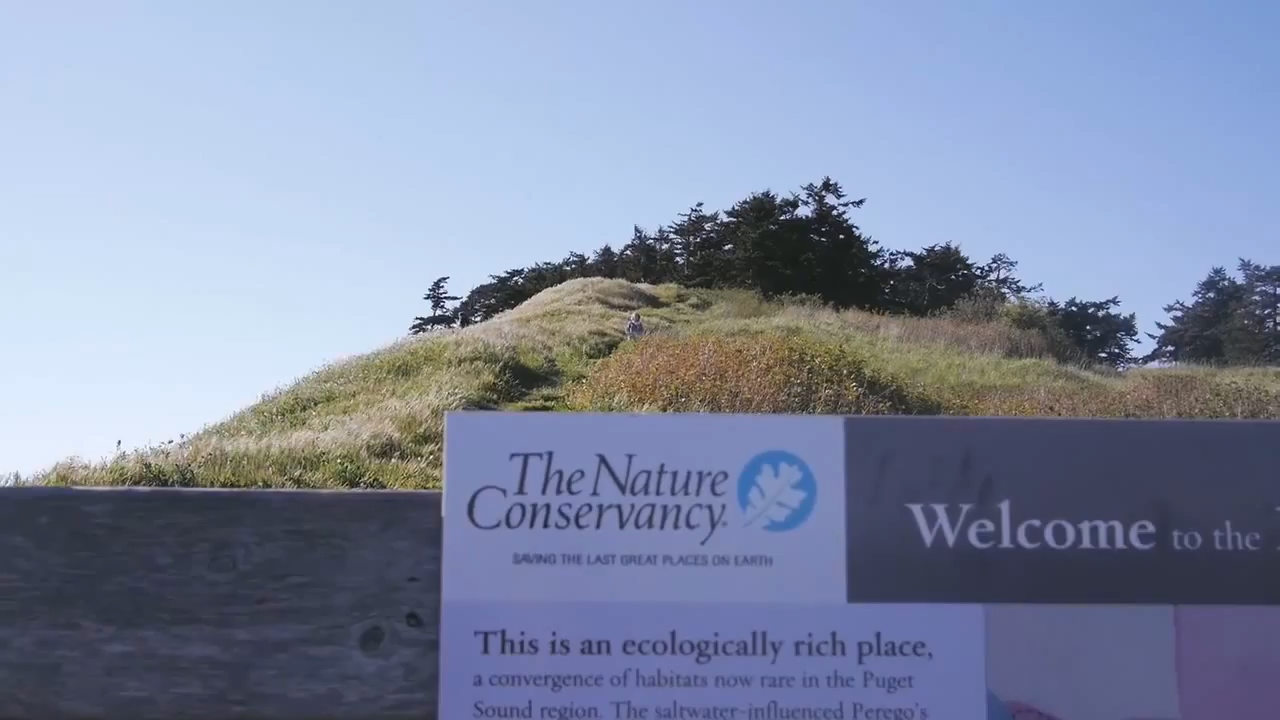 The Nature
Conservancy®
SAVING THE LAST GREAT PLACES ON EARTH
Welcome to the
This is an ecologically rich place,
a convergence of habitats now rare in the Puget
Sound region. The saltwater-influenced Perego's